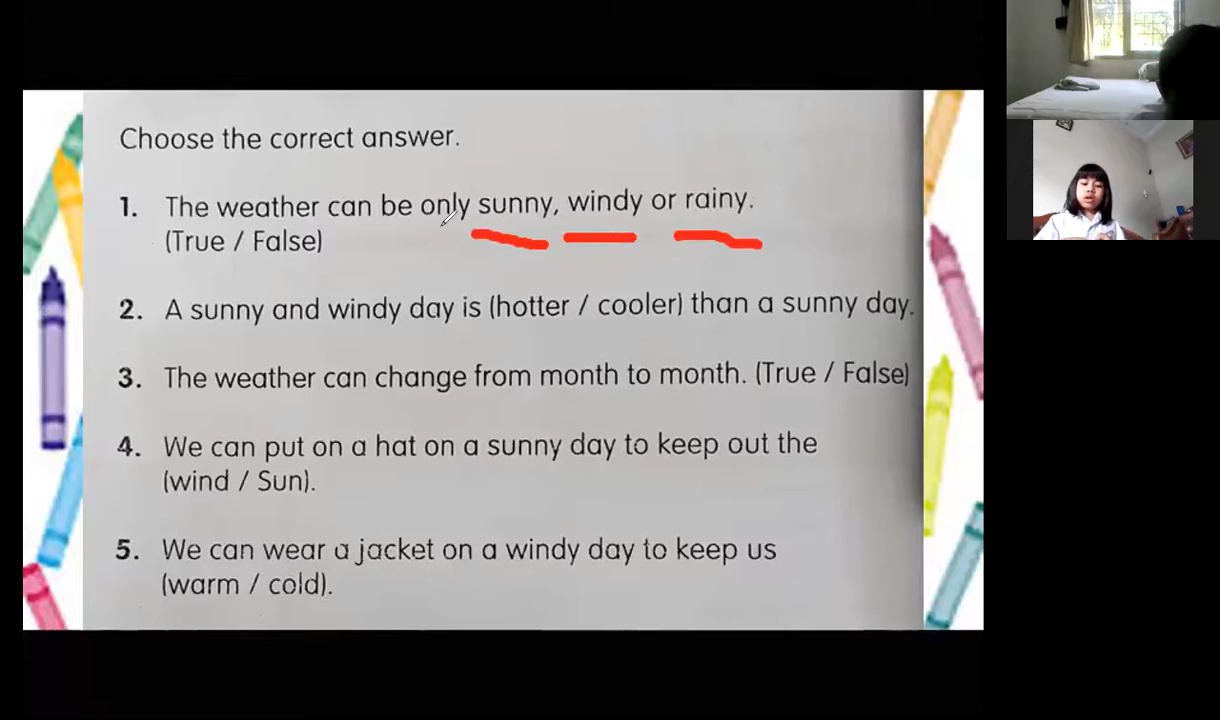 Choose the correct answer.
1. The weather can be only sunny, windy or rainy.
(True / False)
2. A sunny and windy day is (hotter / cooler) than a sunny day.
3. The weather can change from month to month. (True / False)
4. We can put on a hat on a sunny day to keep out the
(wind / Sun).
5. We can wear a jacket on a windy day to keep us
(warm / cold).